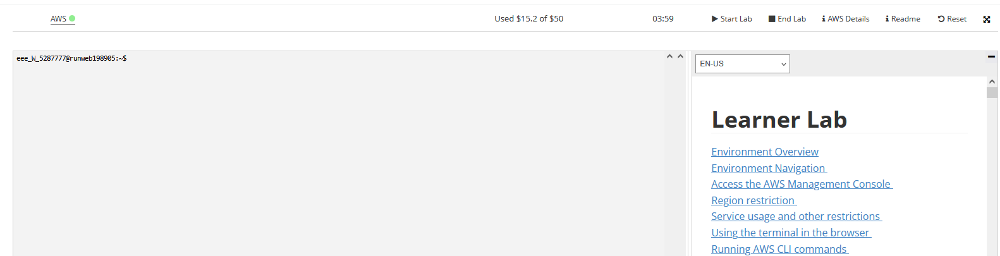 AWS Used $15.2 of $50 03:59 Start Lab End Lab AWS Details Readme Reset
eee_W_5287777@runweb198905:~$
EN-US
Learner Lab
Environment Overview
Environment Navigation
Access the AWS Management Console
Region restriction
Service usage and other restrictions
Using the terminal in the browser
Running AWS CLI commands